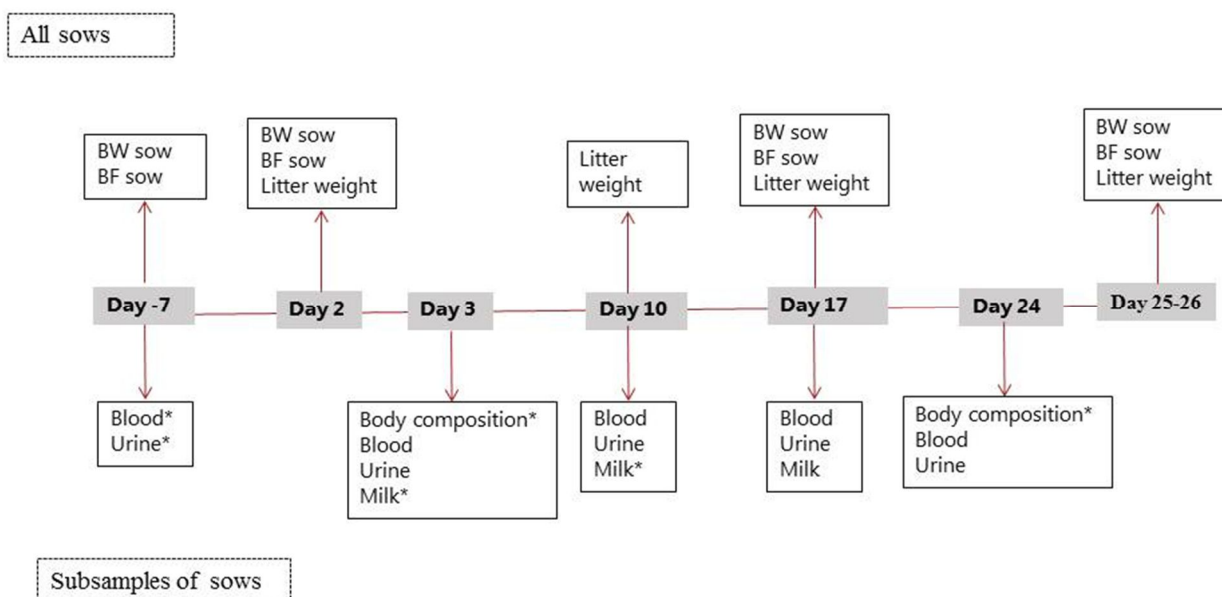 All sows
BW sow
BF sow
BW sow
BF sow
Litter weight
Litter
weight
BW sow
BF sow
Litter weight
BW sow
BF sow
Litter weight
Day -7
Day 2
Day 3
Day 10
Day 17
Day 24
Day 25-26
Blood*
Urine*
Body composition*
Blood
Urine
Milk*
Blood
Urine
Milk*
Blood
Urine
Milk
Body composition*
Blood
Urine
Subsamples of sows